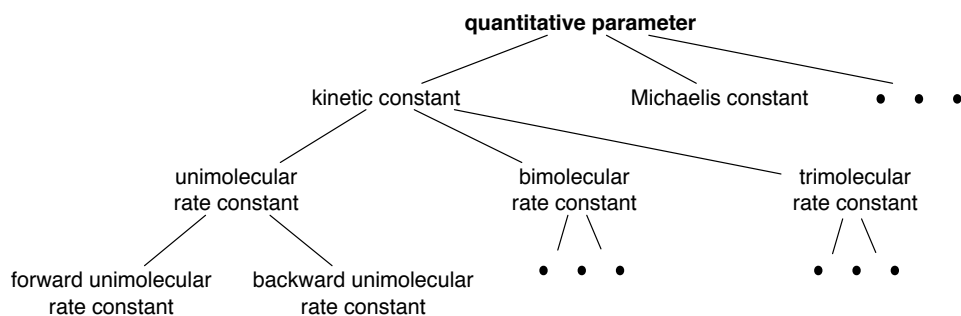 quantitative parameter
kinetic constant
Michaelis constant
unimolecular
rate constant
bimolecular
rate constant
trimolecular
rate constant
forward unimolecular
rate constant
backward unimolecular
rate constant